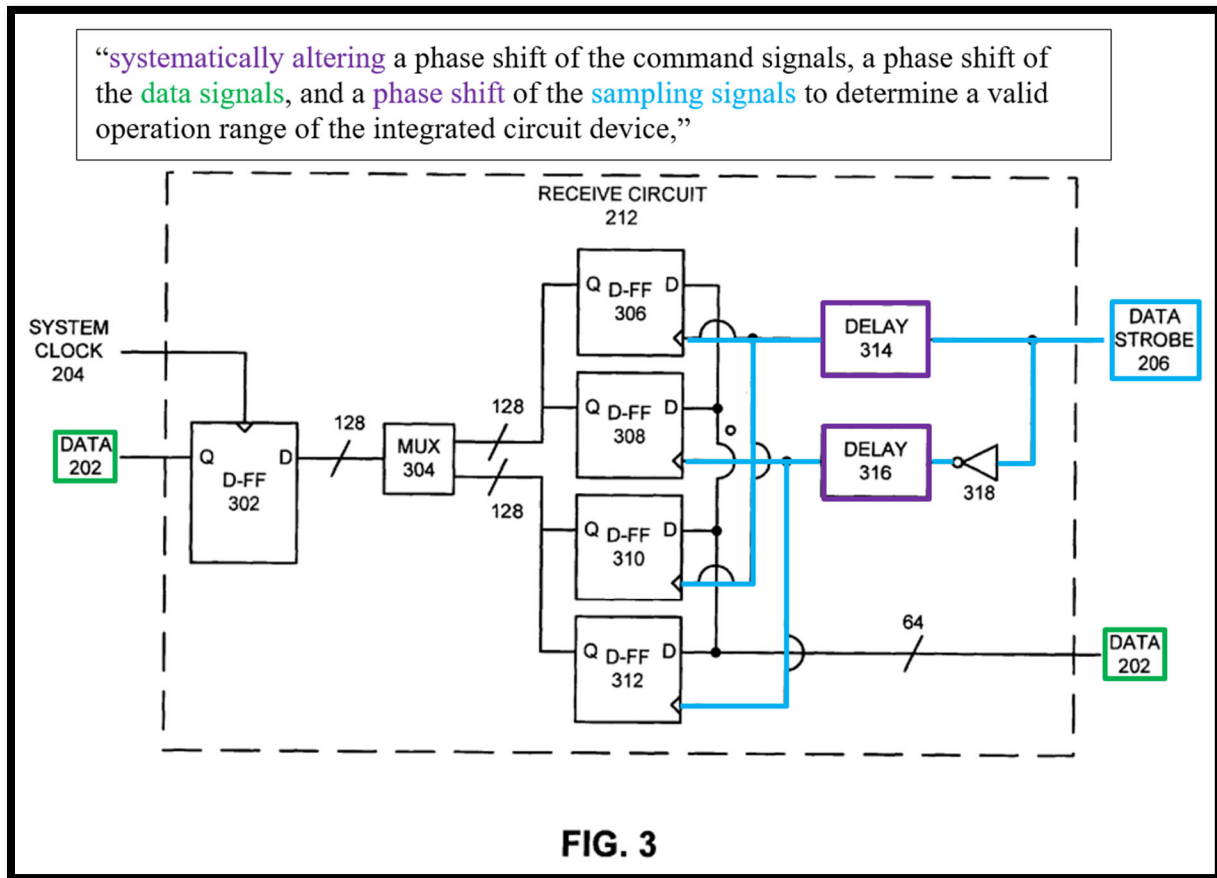 “systematically altering a phase shift of the command signals, a phase shift of
the data signals, and a phase shift of the sampling signals to determine a valid
operation range of the integrated circuit device,”
RECEIVE CIRCUIT
212
Q D-FF D
306
SYSTEM
CLOCK
204
DELAY
314
DATA
STROBE
206
DATA
202
Q D
D-FF
302
128
MUX
304
128
128
Q D-FF D
308
DELAY
316
318
Q D-FF D
310
Q D-FF D
312
64
DATA
202
FIG. 3